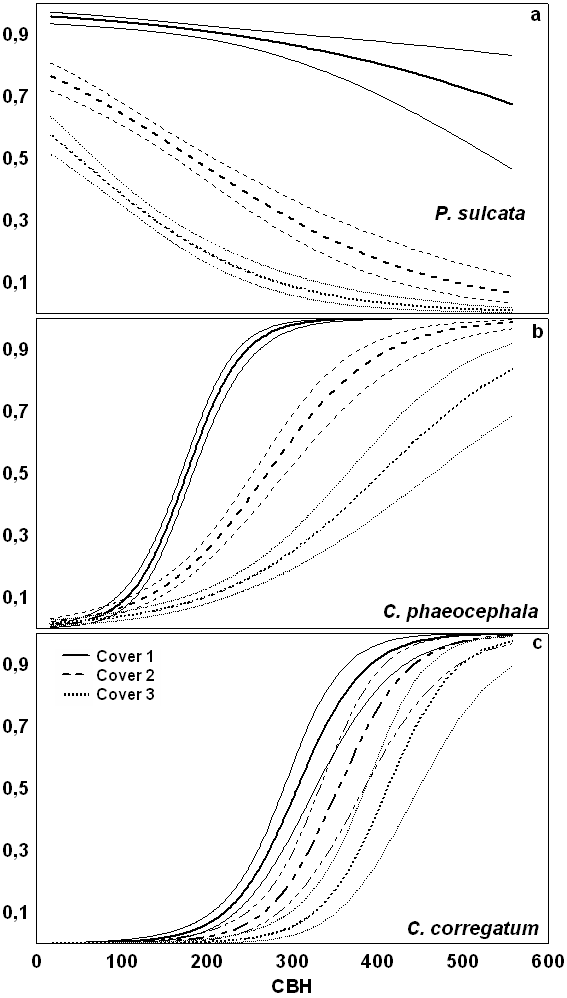 a
0,9
0,7
0,5
0,3
0,1
P. sulcata
b
0,9
0,7
0,5
0,3
0,1
C. phaeocephala
c
Cover 1
Cover 2
Cover 3
0,9
0,7
0,5
0,3
0,1
C. corregatum
0 100 200 300 400 500 600
CBH